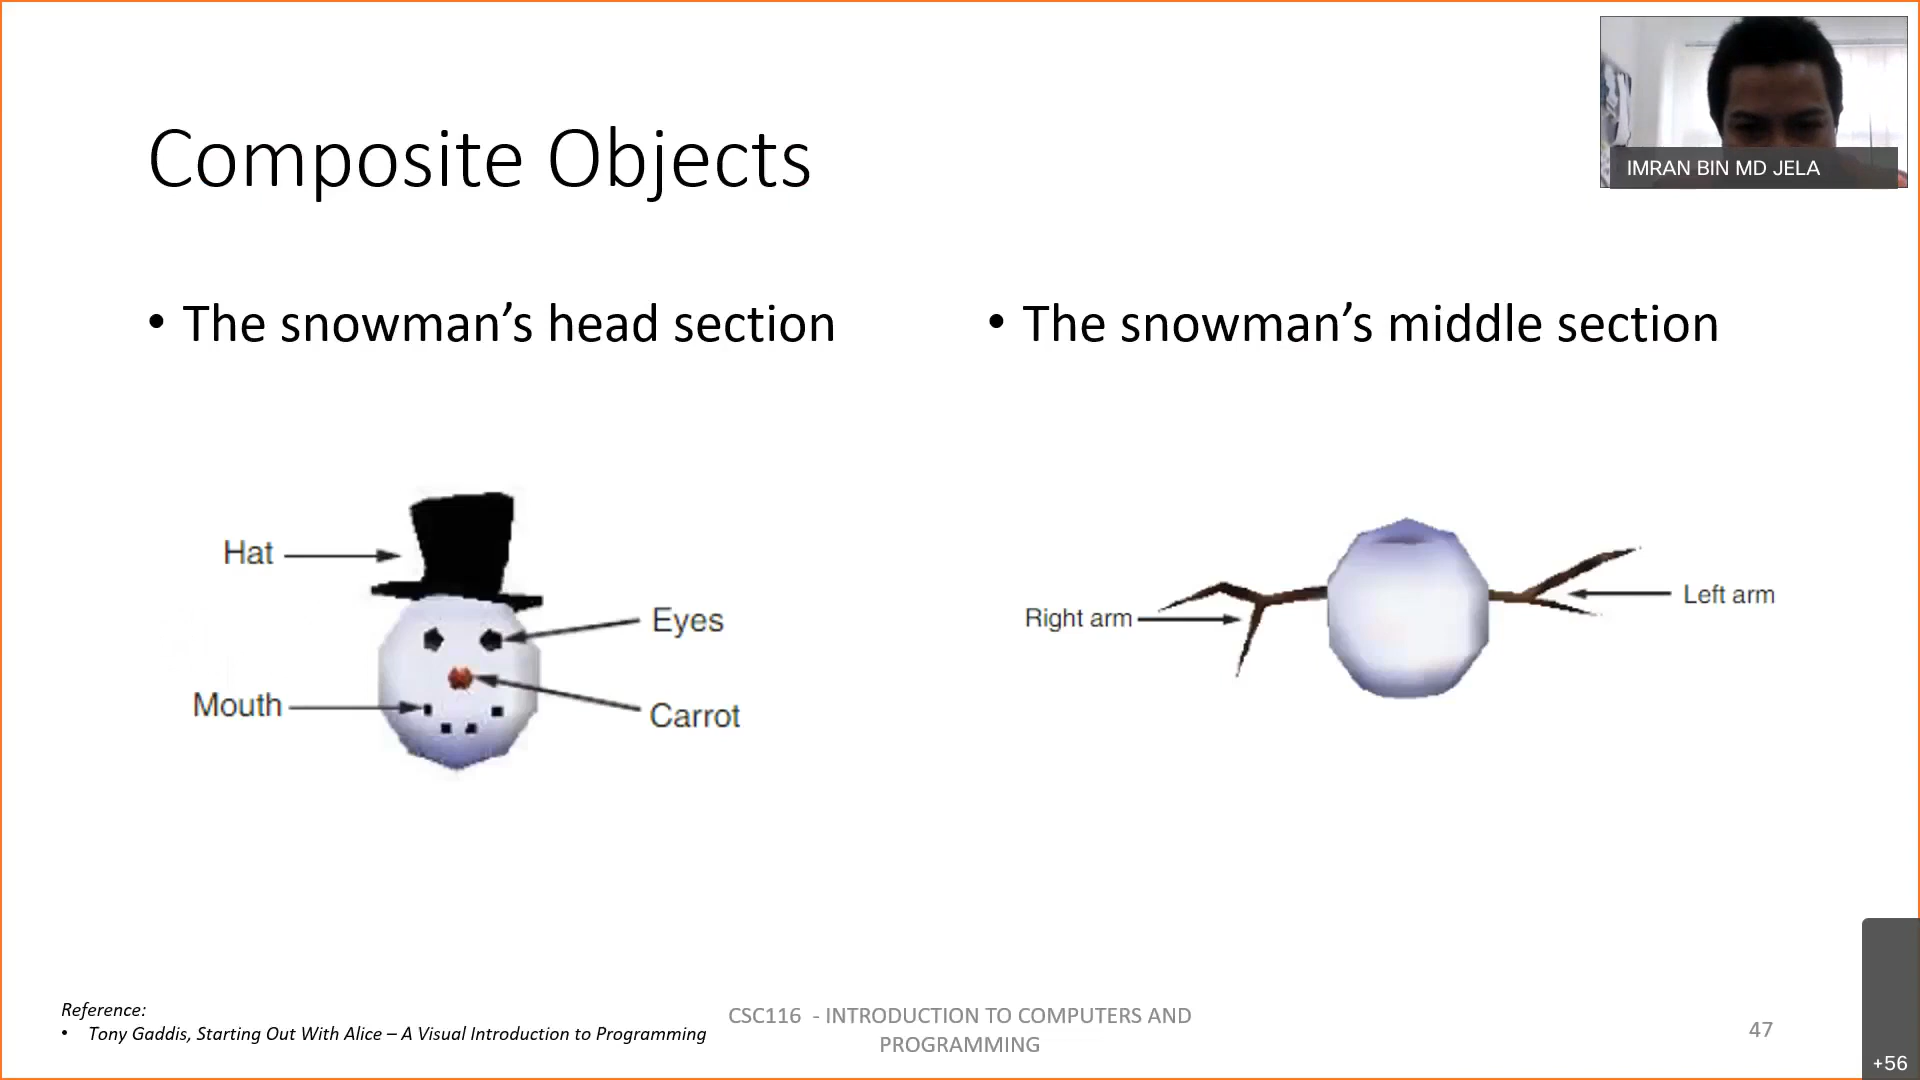 IMRAN BIN MD JELA
Composite Objects
• The snowman’s head section
Hat
Eyes
Mouth
Carrot
• The snowman’s middle section
Right arm
Left arm
Reference:
• Tony Gaddis, Starting Out With Alice – A Visual Introduction to Programming
CSC116 - INTRODUCTION TO COMPUTERS AND
PROGRAMMING
47
+56